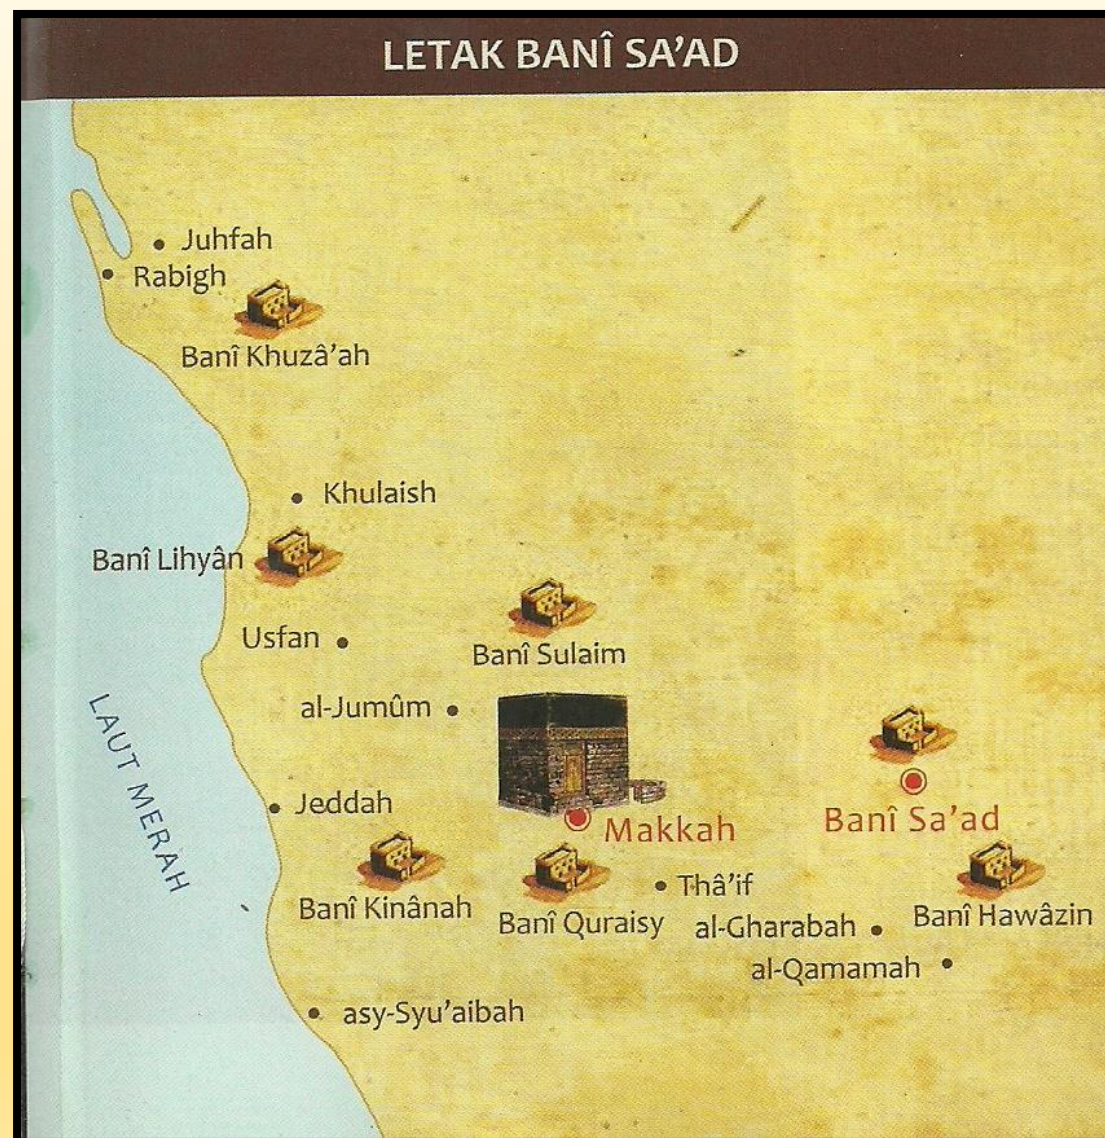 LETAK BANÎ SA’AD
Juhfah
Rabigh
Banî Khuzâ’ah
Khulaish
Banî Lihyân
Usfan
Banî Sulaim
al-Jumûm
LAUT MERAH
Jeddah
Makkah
Banî Sa’ad
Banî Kinânah
Banî Quraisy
Thâ’if
al-Gharabah
Banî Hawâzin
al-Qamamah
asy-Syu’aibah